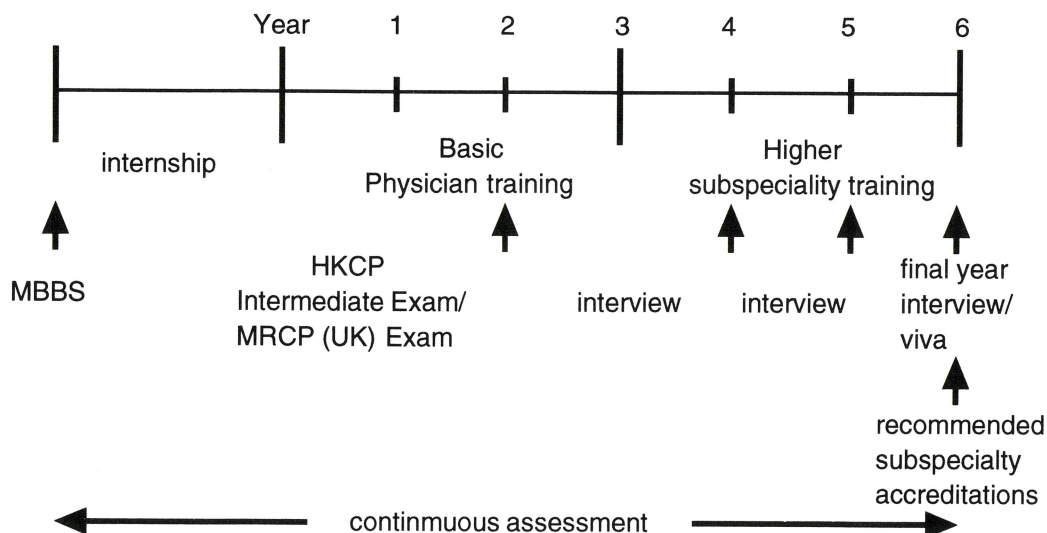 Year 1 2 3 4 5 6
internship
Basic
Physician training
Higher
subspeciality training
MBBS
HKCP
Intermediate Exam/
MRCP (UK) Exam
interview
interview
final year
interview/
viva
recommended
subspecialty
accreditations
continmuous assessment